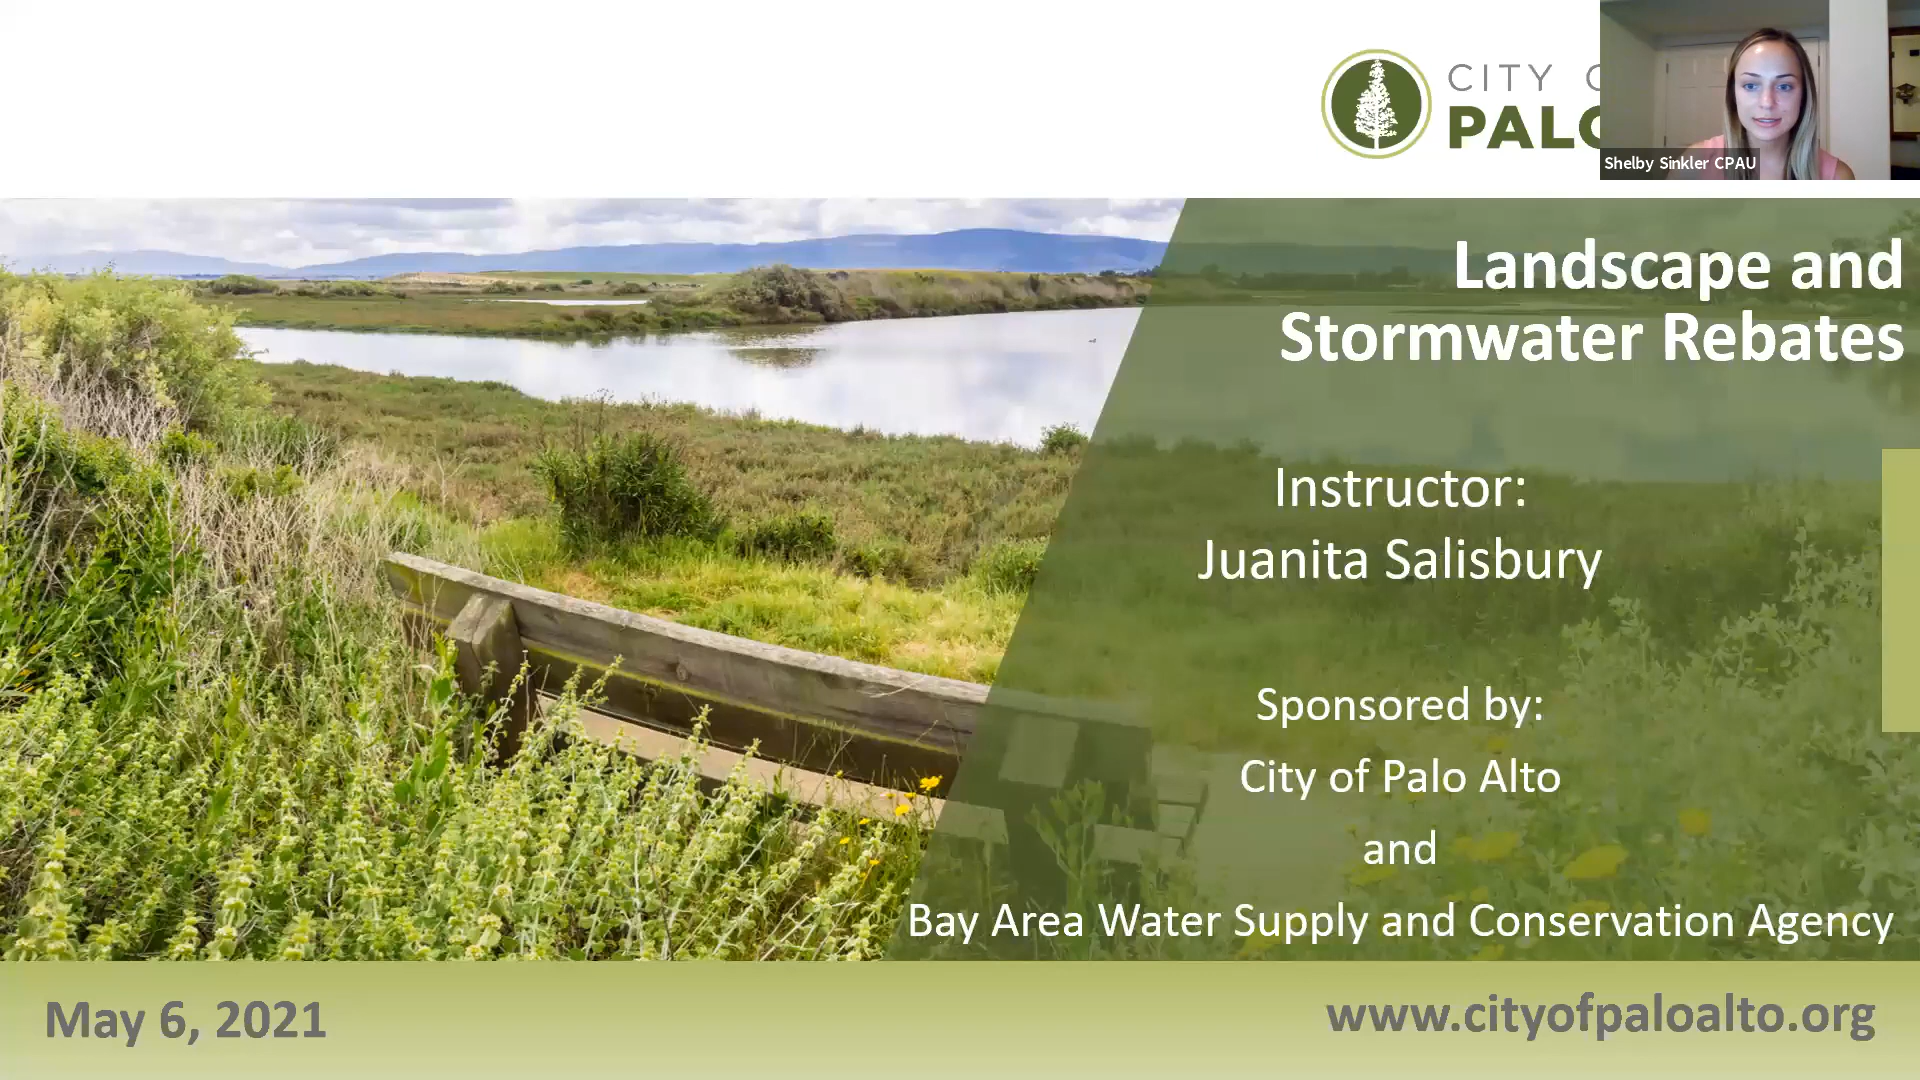 CITY
PALO
Shelby Sinkler CPAU
Landscape and
Stormwater Rebates
Instructor:
Juanita Salisbury
Sponsored by:
City of Palo Alto
and
Bay Area Water Supply and Conservation Agency
May 6, 2021
www.cityofpaloalto.org